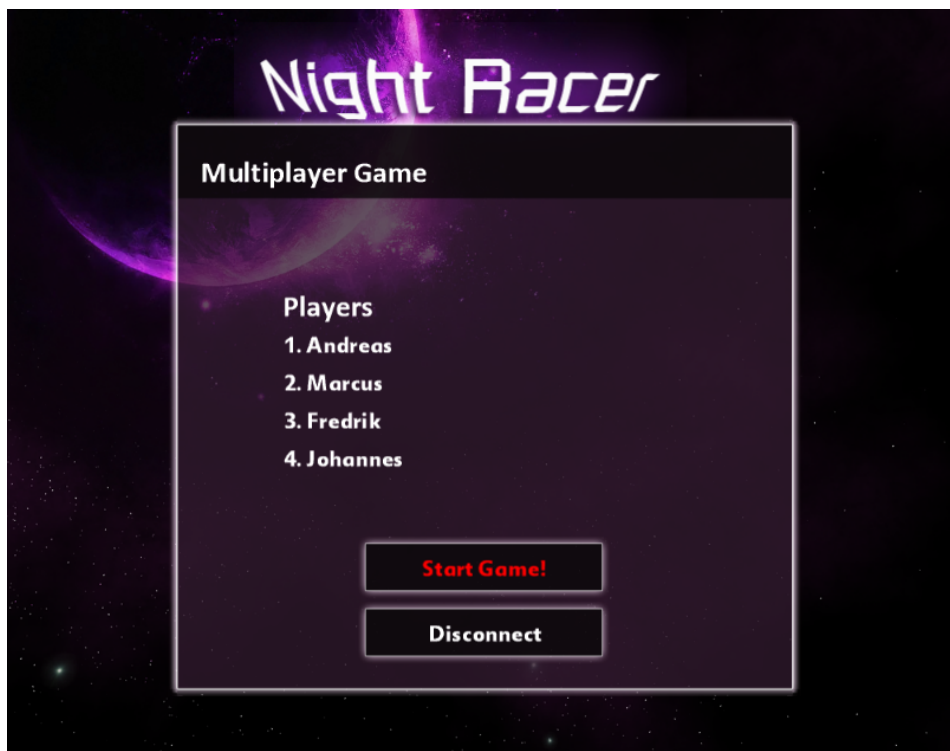 Night Racer
Multiplayer Game
Players
1. Andreas
2. Marcus
3. Fredrik
4. Johannes
Start Game!
Disconnect